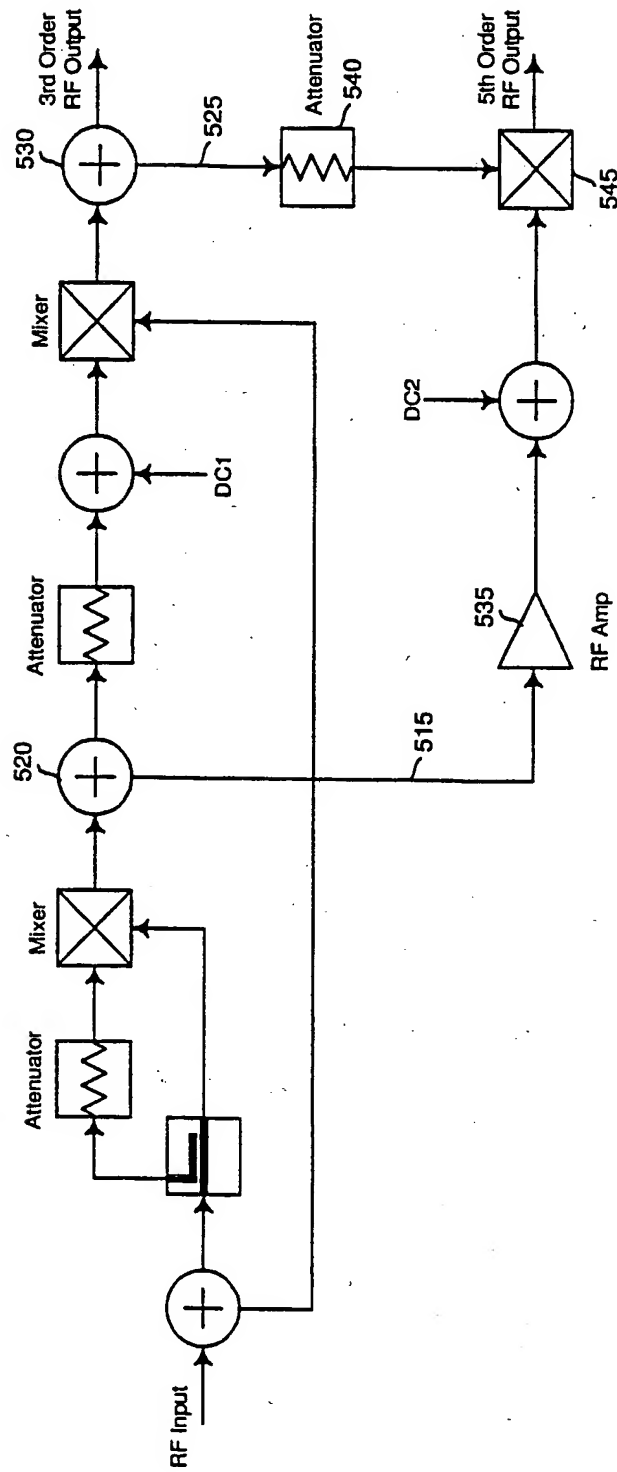 RF Input
Attenuator
Mixer
520
Attenuator
DC1
Mixer
530
3rd Order
RF Output
525
Attenuator
540
515
535
RF Amp
DC2
545
5th Order
RF Output